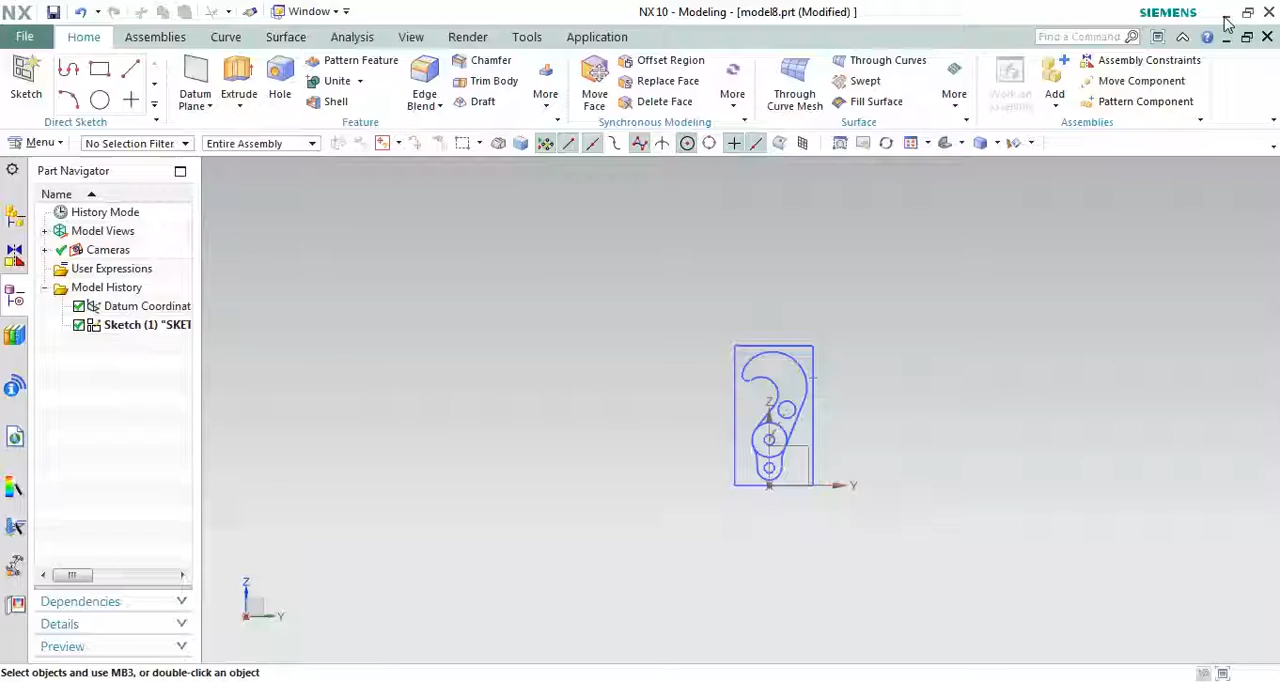 NX
Window
NX 10 - Modeling - [model8.prt (Modified) ]
SIEMENS
File
Home
Assemblies
Curve
Surface
Analysis
View
Render
Tools
Application
Find a Command
Sketch
Direct Sketch
Datum Plane
Extrude
Hole
Pattern Feature
Unite
Shell
Edge Blend
Chamfer
Trim Body
Draft
More
Feature
Move Face
Offset Region
Replace Face
Delete Face
More
Synchronous Modeling
Through Curve Mesh
Through Curves
Swept
Fill Surface
More
Surface
Work on Assembly
Add
Assembly Constraints
Move Component
Pattern Component
Assemblies
Menu
No Selection Filter
Entire Assembly
Part Navigator
Name
History Mode
Model Views
Cameras
User Expressions
Model History
Datum Coordinat
Sketch (1) "SKET
Dependencies
Details
Preview
Z
Y
Z
Y
Select objects and use MB3, or double-click an object